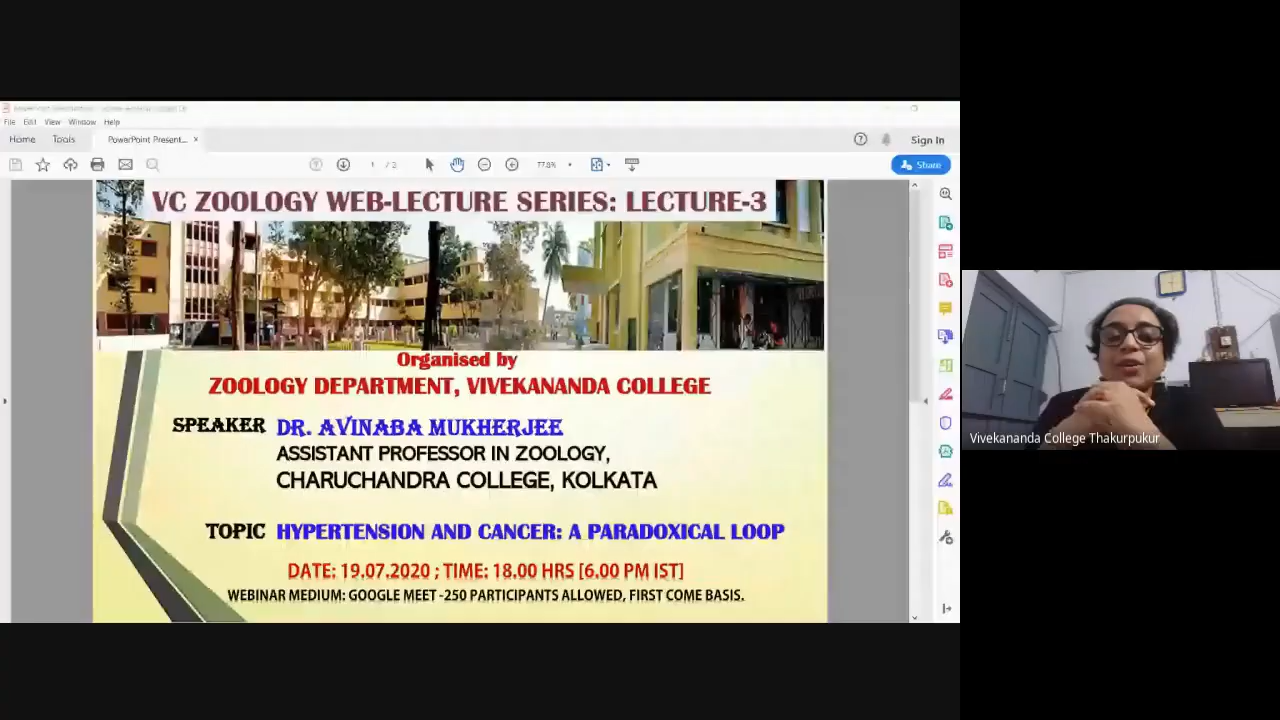 File Edit View Window Help
Home Tools PowerPoint Present... × Sign In
1 / 2 77.8% Share
VC ZOOLOGY WEB-LECTURE SERIES: LECTURE-3
Organised by
ZOOLOGY DEPARTMENT, VIVEKANANDA COLLEGE
SPEAKER DR. AVINABA MUKHERJEE
ASSISTANT PROFESSOR IN ZOOLOGY,
CHARUCHANDRA COLLEGE, KOLKATA
TOPIC HYPERTENSION AND CANCER: A PARADOXICAL LOOP
DATE: 19.07.2020 ; TIME: 18.00 HRS [6.00 PM IST]
WEBINAR MEDIUM: GOOGLE MEET -250 PARTICIPANTS ALLOWED, FIRST COME BASIS.
Vivekananda College Thakurpukur